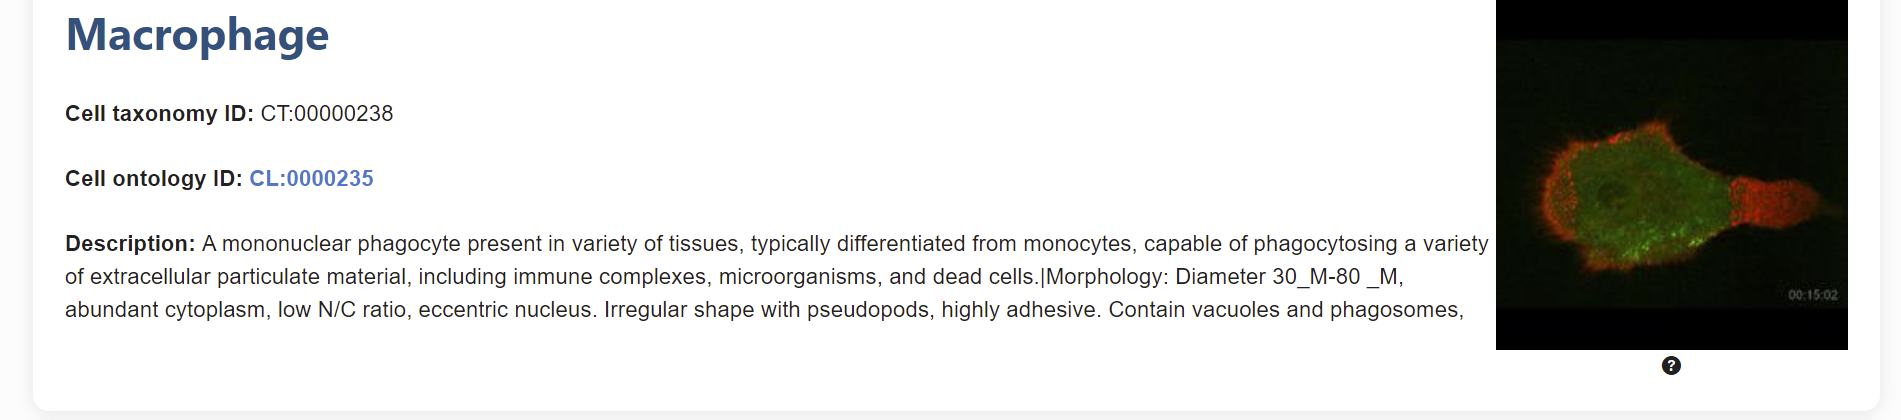 Macrophage
Cell taxonomy ID: CT:00000238
Cell ontology ID: CL:0000235
Description: A mononuclear phagocyte present in variety of tissues, typically differentiated from monocytes, capable of phagocytosing a variety
of extracellular particulate material, including immune complexes, microorganisms, and dead cells.|Morphology: Diameter 30_M-80 _M,
abundant cytoplasm, low N/C ratio, eccentric nucleus. Irregular shape with pseudopods, highly adhesive. Contain vacuoles and phagosomes,
00:15:02
?